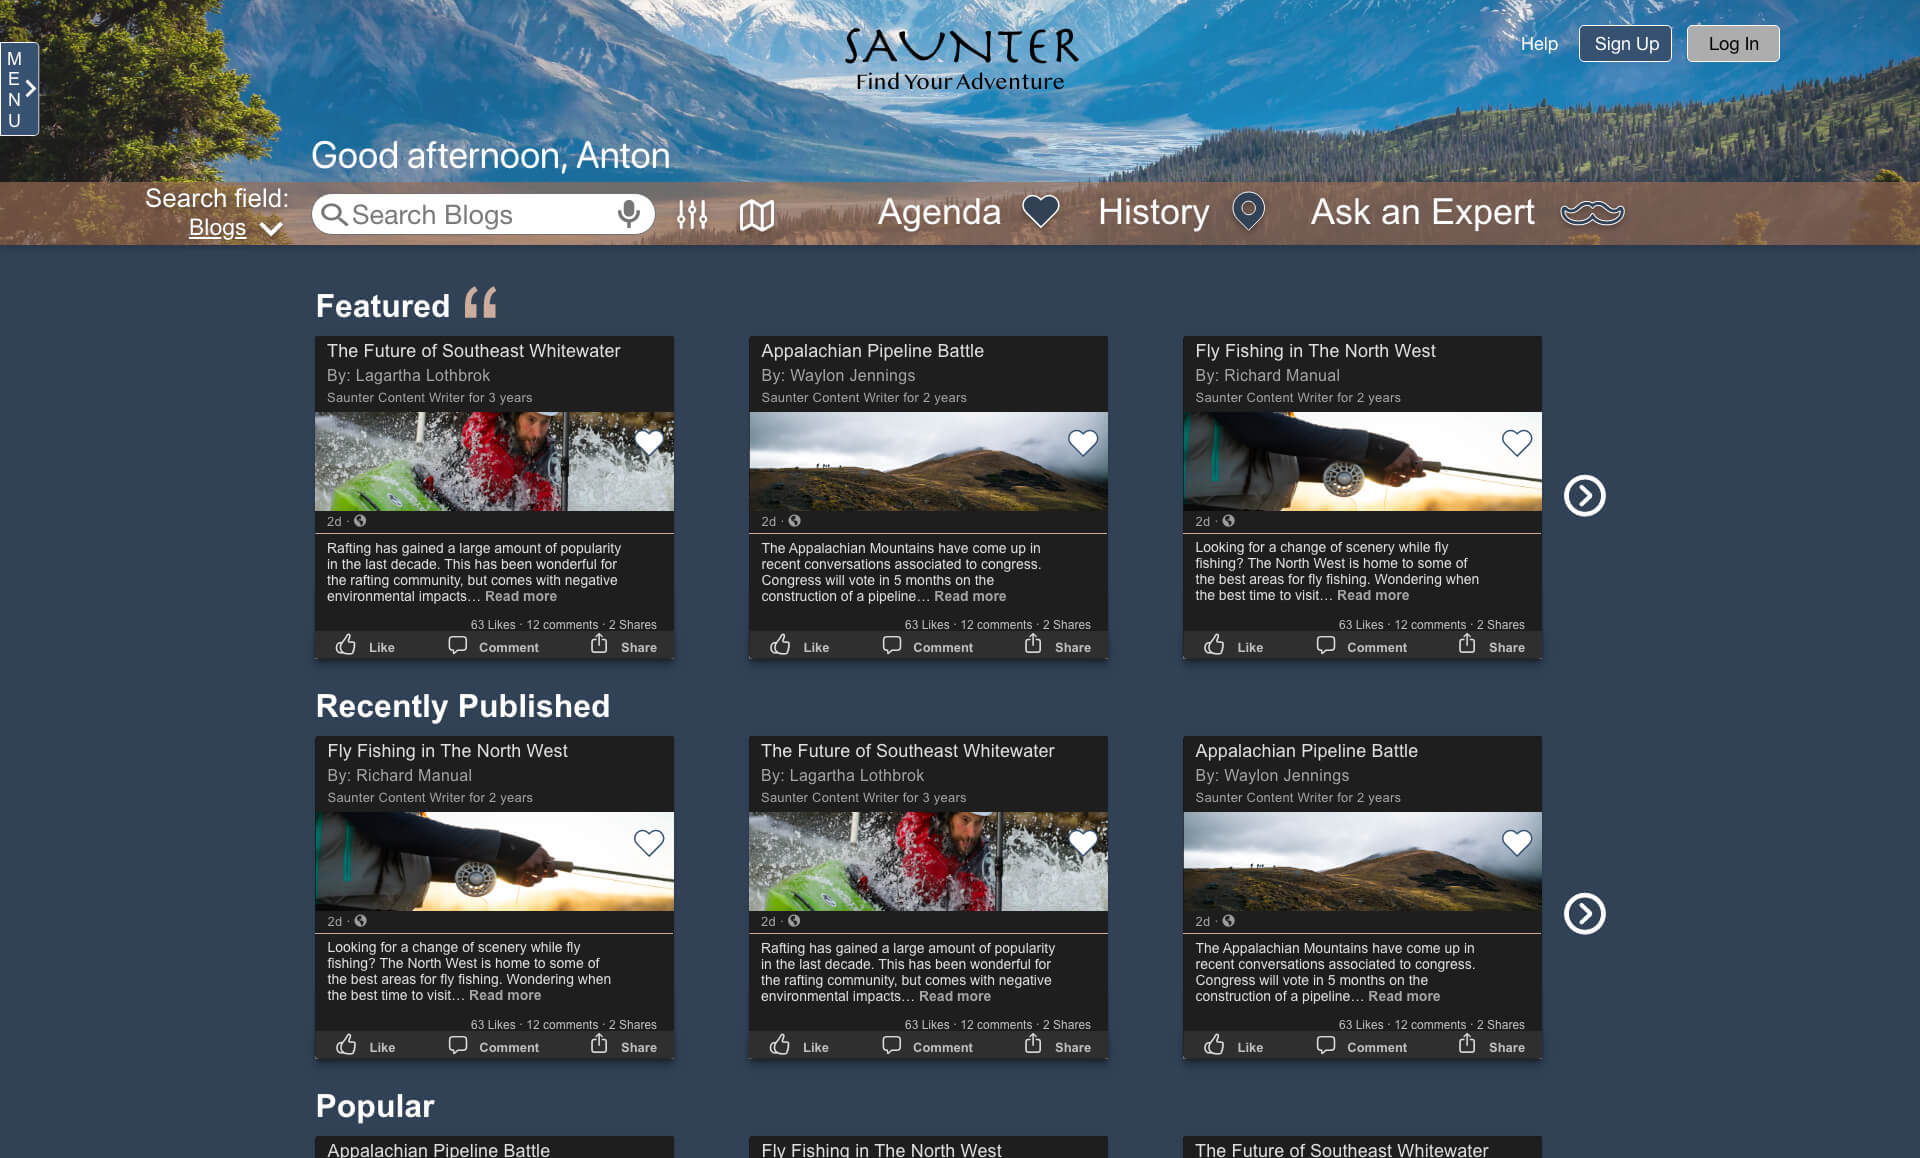 SAUNTER
Find Your Adventure
Help
Sign Up
Log In
MENU
Good afternoon, Anton
Search field:
Blogs
Search Blogs
Agenda
History
Ask an Expert
Featured “
The Future of Southeast Whitewater
By: Lagartha Lothbrok
Saunter Content Writer for 3 years
2d ·
Rafting has gained a large amount of popularity
in the last decade. This has been wonderful for
the rafting community, but comes with negative
environmental impacts… Read more
63 Likes · 12 comments · 2 Shares
Like Comment Share
Appalachian Pipeline Battle
By: Waylon Jennings
Saunter Content Writer for 2 years
2d ·
The Appalachian Mountains have come up in
recent conversations associated to congress.
Congress will vote in 5 months on the
construction of a pipeline… Read more
63 Likes · 12 comments · 2 Shares
Like Comment Share
Fly Fishing in The North West
By: Richard Manual
Saunter Content Writer for 2 years
2d ·
Looking for a change of scenery while fly
fishing? The North West is home to some of
the best areas for fly fishing. Wondering when
the best time to visit… Read more
63 Likes · 12 comments · 2 Shares
Like Comment Share
Recently Published
Fly Fishing in The North West
By: Richard Manual
Saunter Content Writer for 2 years
2d ·
Looking for a change of scenery while fly
fishing? The North West is home to some of
the best areas for fly fishing. Wondering when
the best time to visit… Read more
63 Likes · 12 comments · 2 Shares
Like Comment Share
The Future of Southeast Whitewater
By: Lagartha Lothbrok
Saunter Content Writer for 3 years
2d ·
Rafting has gained a large amount of popularity
in the last decade. This has been wonderful for
the rafting community, but comes with negative
environmental impacts… Read more
63 Likes · 12 comments · 2 Shares
Like Comment Share
Appalachian Pipeline Battle
By: Waylon Jennings
Saunter Content Writer for 2 years
2d ·
The Appalachian Mountains have come up in
recent conversations associated to congress.
Congress will vote in 5 months on the
construction of a pipeline… Read more
63 Likes · 12 comments · 2 Shares
Like Comment Share
Popular
Appalachian Pipeline Battle
Fly Fishing in The North West
The Future of Southeast Whitewater